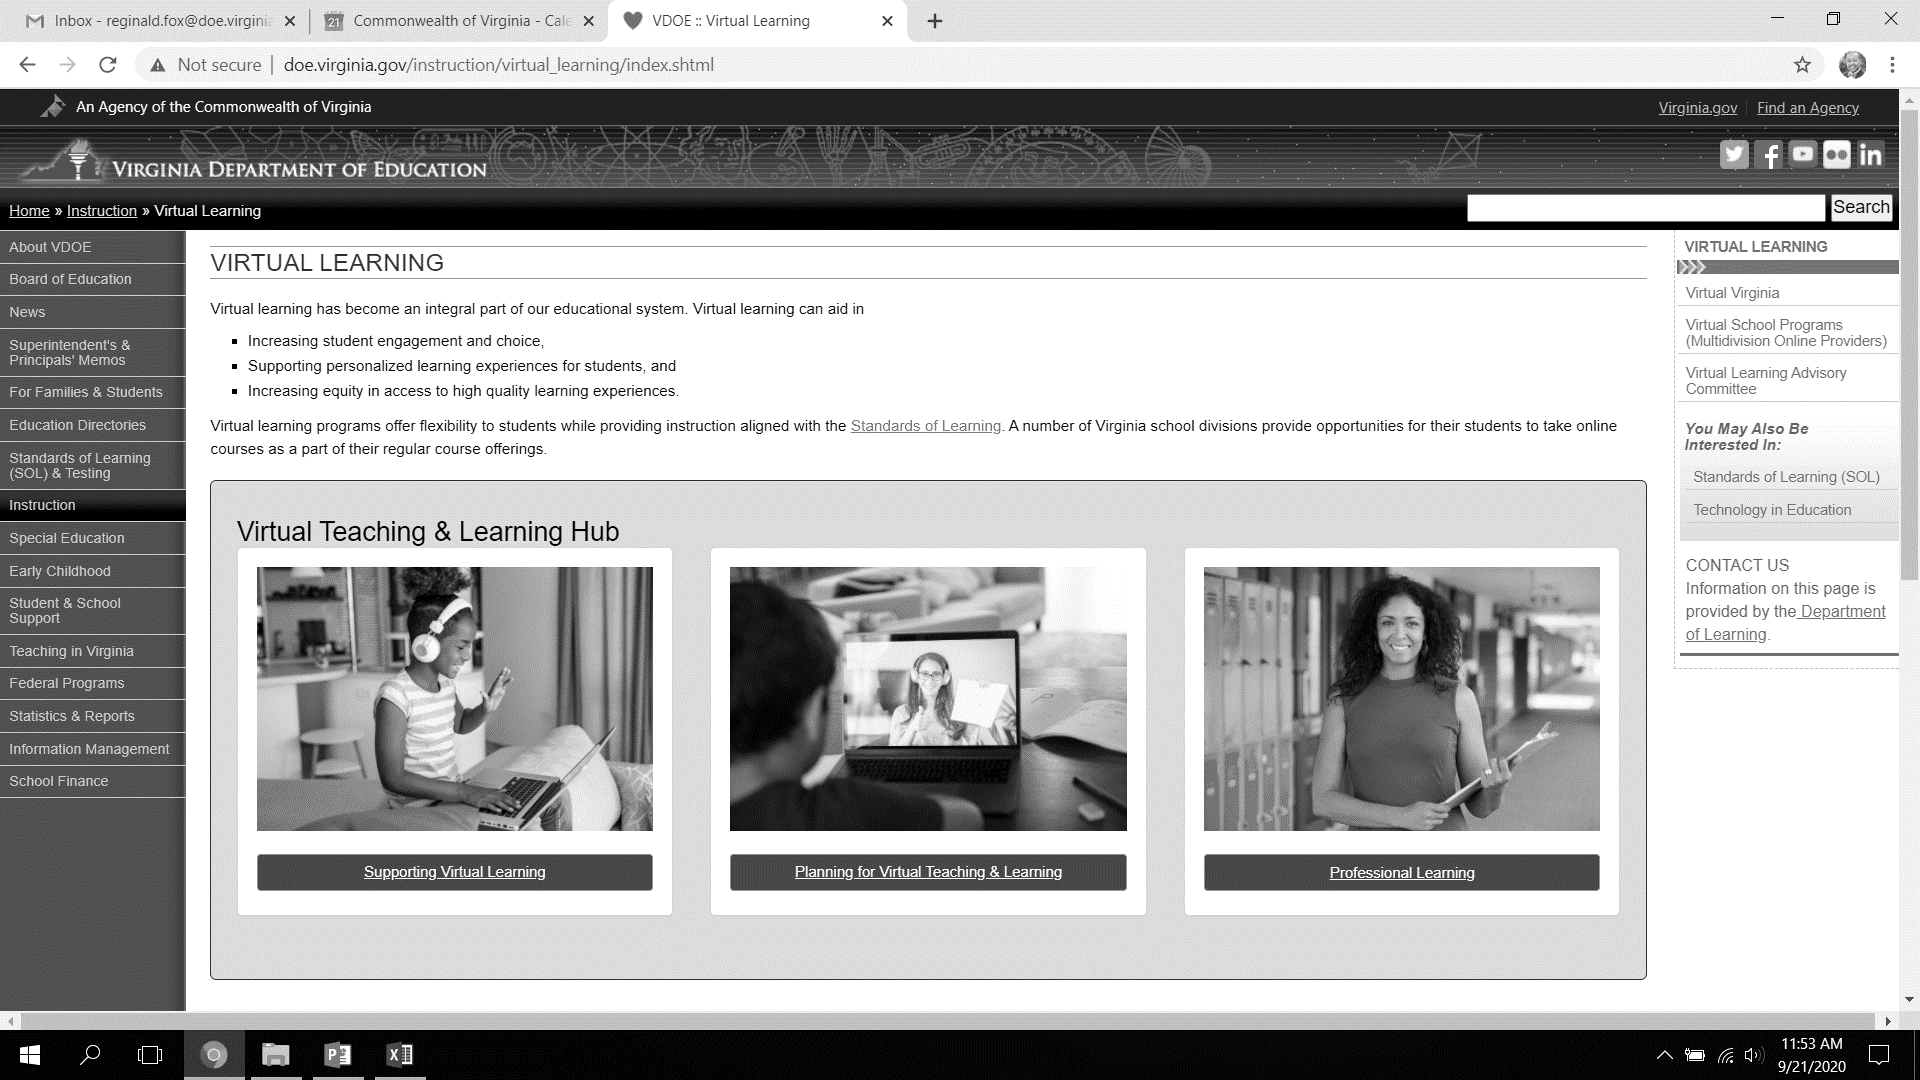 Inbox - reginald.fox@doe.virginia
Commonwealth of Virginia - Cale
VDOE :: Virtual Learning
Not secure
doe.virginia.gov/instruction/virtual_learning/index.shtml
An Agency of the Commonwealth of Virginia
Virginia.gov
Find an Agency
VIRGINIA DEPARTMENT OF EDUCATION
Home » Instruction » Virtual Learning
Search
About VDOE
Board of Education
News
Superintendent's &
Principals' Memos
For Families & Students
Education Directories
Standards of Learning
(SOL) & Testing
Instruction
Special Education
Early Childhood
Student & School
Support
Teaching in Virginia
Federal Programs
Statistics & Reports
Information Management
School Finance
VIRTUAL LEARNING
Virtual learning has become an integral part of our educational system. Virtual learning can aid in
Increasing student engagement and choice,
Supporting personalized learning experiences for students, and
Increasing equity in access to high quality learning experiences.
Virtual learning programs offer flexibility to students while providing instruction aligned with the Standards of Learning. A number of Virginia school divisions provide opportunities for their students to take online
courses as a part of their regular course offerings.
Virtual Teaching & Learning Hub
Supporting Virtual Learning
Planning for Virtual Teaching & Learning
Professional Learning
VIRTUAL LEARNING
Virtual Virginia
Virtual School Programs
(Multidivision Online Providers)
Virtual Learning Advisory
Committee
You May Also Be
Interested In:
Standards of Learning (SOL)
Technology in Education
CONTACT US
Information on this page is
provided by the Department
of Learning.
11:53 AM
9/21/2020